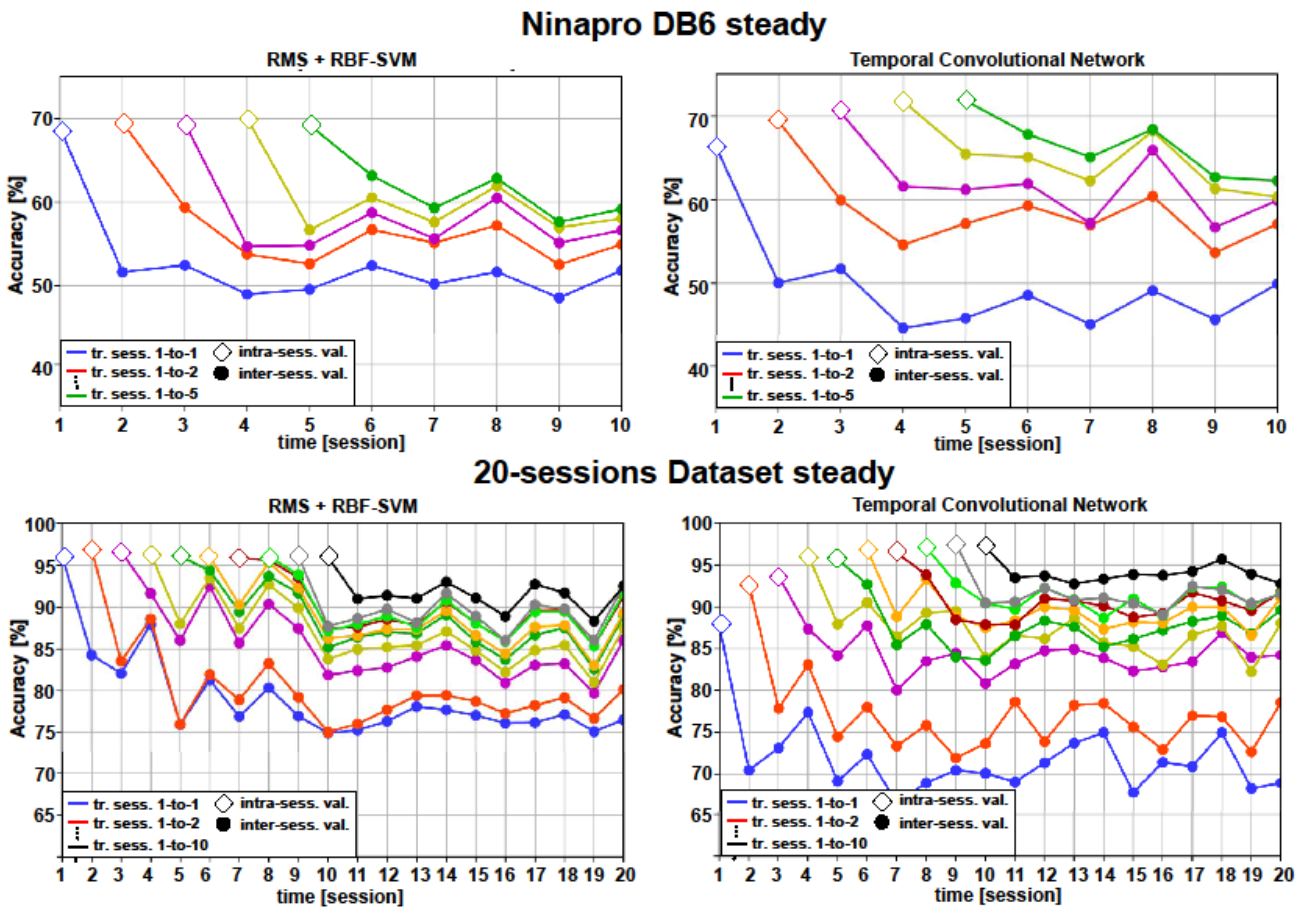 Ninapro DB6 steady
RMS + RBF-SVM
Accuracy [%]
70
60
50
40
tr. sess. 1-to-1
tr. sess. 1-to-2
tr. sess. 1-to-5
intra-sess. val.
inter-sess. val.
1 2 3 4 5 6 7 8 9 10
time [session]
Temporal Convolutional Network
Accuracy [%]
70
60
50
40
tr. sess. 1-to-1
tr. sess. 1-to-2
tr. sess. 1-to-5
intra-sess. val.
inter-sess. val.
1 2 3 4 5 6 7 8 9 10
time [session]
20-sessions Dataset steady
RMS + RBF-SVM
Accuracy [%]
100
95
90
85
80
75
70
65
tr. sess. 1-to-1
tr. sess. 1-to-2
tr. sess. 1-to-10
intra-sess. val.
inter-sess. val.
1 2 3 4 5 6 7 8 9 10 11 12 13 14 15 16 17 18 19 20
time [session]
Temporal Convolutional Network
Accuracy [%]
100
95
90
85
80
75
70
65
tr. sess. 1-to-1
tr. sess. 1-to-2
tr. sess. 1-to-10
intra-sess. val.
inter-sess. val.
1 2 3 4 5 6 7 8 9 10 11 12 13 14 15 16 17 18 19 20
time [session]